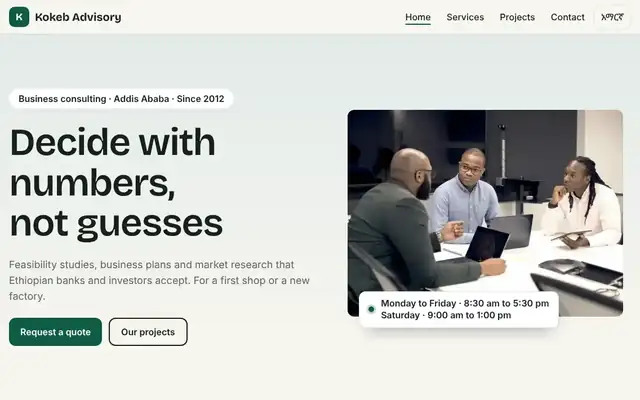 K Kokeb Advisory
Home Services Projects Contact አማርኛ
Business consulting · Addis Ababa · Since 2012
Decide with
numbers,
not guesses
Feasibility studies, business plans and market research that
Ethiopian banks and investors accept. For a first shop or a new
factory.
Request a quote Our projects
Monday to Friday · 8:30 am to 5:30 pm
Saturday · 9:00 am to 1:00 pm